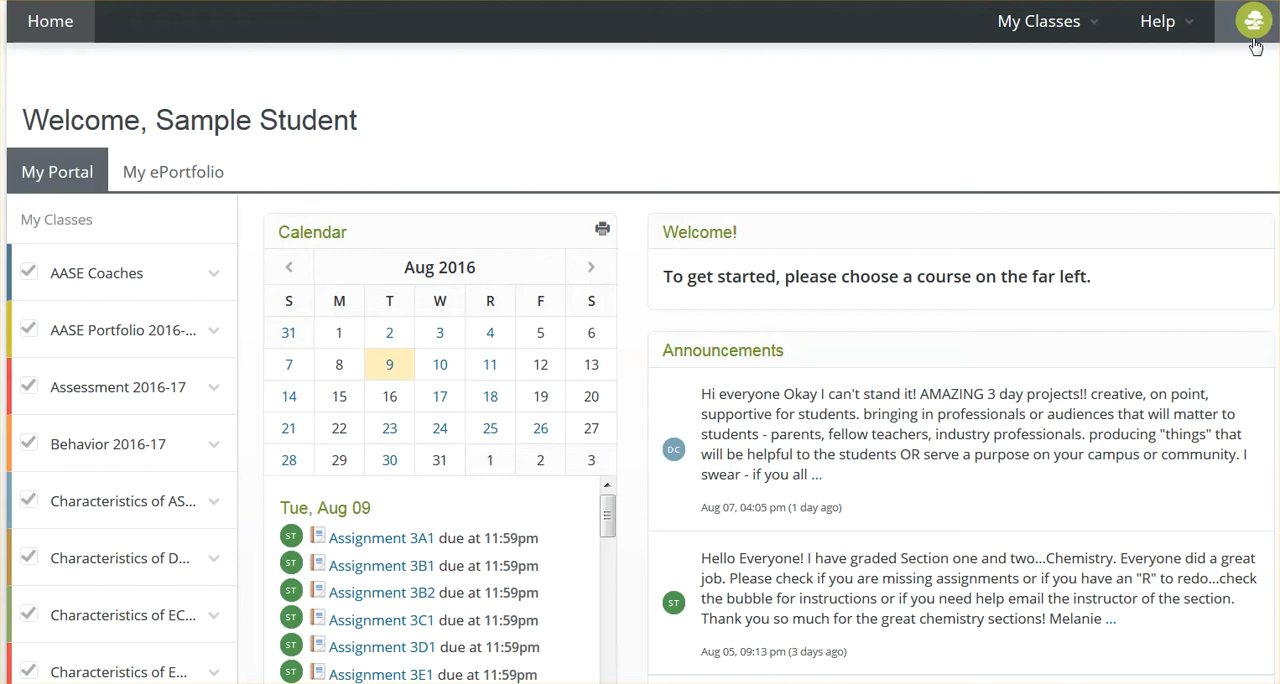 Home
My Classes
Help
Welcome, Sample Student
My Portal
My ePortfolio
My Classes
AASE Coaches
AASE Portfolio 2016-...
Assessment 2016-17
Behavior 2016-17
Characteristics of AS...
Characteristics of D...
Characteristics of EC...
Characteristics of E...
Calendar
Aug 2016
S M T W R F S
31 1 2 3 4 5 6
7 8 9 10 11 12 13
14 15 16 17 18 19 20
21 22 23 24 25 26 27
28 29 30 31 1 2 3
Tue, Aug 09
ST Assignment 3A1 due at 11:59pm
ST Assignment 3B1 due at 11:59pm
ST Assignment 3B2 due at 11:59pm
ST Assignment 3C1 due at 11:59pm
ST Assignment 3D1 due at 11:59pm
ST Assignment 3E1 due at 11:59pm
Welcome!
To get started, please choose a course on the far left.
Announcements
Hi everyone Okay I can't stand it! AMAZING 3 day projects!! creative, on point,
supportive for students. bringing in professionals or audiences that will matter to
students - parents, fellow teachers, industry professionals. producing "things" that
DC
will be helpful to the students OR serve a purpose on your campus or community. I
swear - if you all ...
Aug 07, 04:05 pm (1 day ago)
Hello Everyone! I have graded Section one and two...Chemistry. Everyone did a great
job. Please check if you are missing assignments or if you have an "R" to redo...check
ST
the bubble for instructions or if you need help email the instructor of the section.
Thank you so much for the great chemistry sections! Melanie ...
Aug 05, 09:13 pm (3 days ago)